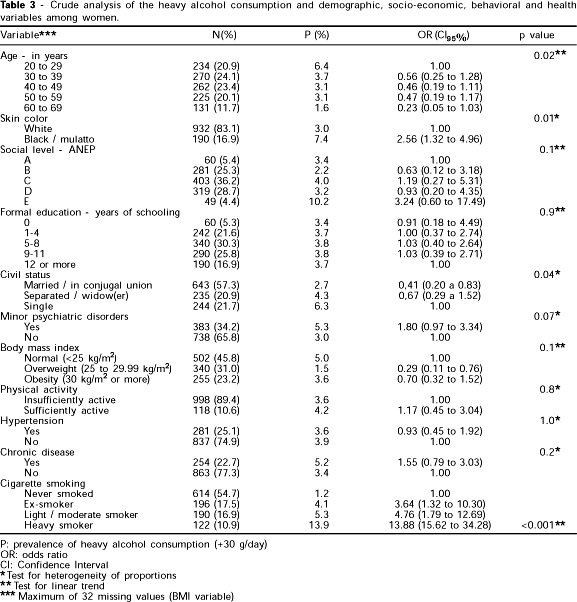 Table 3 - Crude analysis of the heavy alcohol consumption and demographic, socio-economic, behavioral and health
variables among women.
Variable*** N(%) P (%) OR (CI95%) p value
Age - in years 0.02**
20 to 29 234 (20.9) 6.4 1.00
30 to 39 270 (24.1) 3.7 0.56 (0.25 to 1.28)
40 to 49 262 (23.4) 3.1 0.46 (0.19 to 1.11)
50 to 59 225 (20.1) 3.1 0.47 (0.19 to 1.17)
60 to 69 131 (11.7) 1.6 0.23 (0.05 to 1.03)
Skin color 0.01*
White 932 (83.1) 3.0 1.00
Black / mulatto 190 (16.9) 7.4 2.56 (1.32 to 4.96)
Social level - ANEP 0.1**
A 60 (5.4) 3.4 1.00
B 281 (25.3) 2.2 0.63 (0.12 to 3.18)
C 403 (36.2) 4.0 1.19 (0.27 to 5.31)
D 319 (28.7) 3.2 0.93 (0.20 to 4.35)
E 49 (4.4) 10.2 3.24 (0.60 to 17.49)
Formal education - years of schooling 0.9**
0 60 (5.3) 3.4 0.91 (0.18 to 4.49)
1-4 242 (21.6) 3.7 1.00 (0.37 to 2.74)
5-8 340 (30.3) 3.8 1.03 (0.40 to 2.64)
9-11 290 (25.8) 3.8 1.03 (0.39 to 2.71)
12 or more 190 (16.9) 3.7 1.00
Civil status 0.04*
Married / in conjugal union 643 (57.3) 2.7 0,41 (0.20 a 0.83)
Separated / widow(er) 235 (20.9) 4.3 0,67 (0.29 a 1.52)
Single 244 (21.7) 6.3 1.00
Minor psychiatric disorders 0.07*
Yes 383 (34.2) 5.3 1.80 (0.97 to 3.34)
No 738 (65.8) 3.0 1.00
Body mass index 0.1**
Normal (<25 kg/m2) 502 (45.8) 5.0 1.00
Overweight (25 to 29.99 kg/m2) 340 (31.0) 1.5 0.29 (0.11 to 0.76)
Obesity (30 kg/m2 or more) 255 (23.2) 3.6 0.70 (0.32 to 1.52)
Physical activity 0.8*
Insufficiently active 998 (89.4) 3.6 1.00
Sufficiently active 118 (10.6) 4.2 1.17 (0.45 to 3.04)
Hypertension 1.0*
Yes 281 (25.1) 3.6 0.93 (0.45 to 1.92)
No 837 (74.9) 3.9 1.00
Chronic disease 0.2*
Yes 254 (22.7) 5.2 1.55 (0.79 to 3.03)
No 863 (77.3) 3.4 1.00
Cigarette smoking
Never smoked 614 (54.7) 1.2 1.00
Ex-smoker 196 (17.5) 4.1 3.64 (1.32 to 10.30)
Light / moderate smoker 190 (16.9) 5.3 4.76 (1.79 to 12.69)
Heavy smoker 122 (10.9) 13.9 13.88 (15.62 to 34.28) <0.001**
P: prevalence of heavy alcohol consumption (+30 g/day)
OR: odds ratio
CI: Confidence Interval
*Test for heterogeneity of proportions
**Test for linear trend
*** Maximum of 32 missing values (BMI variable)